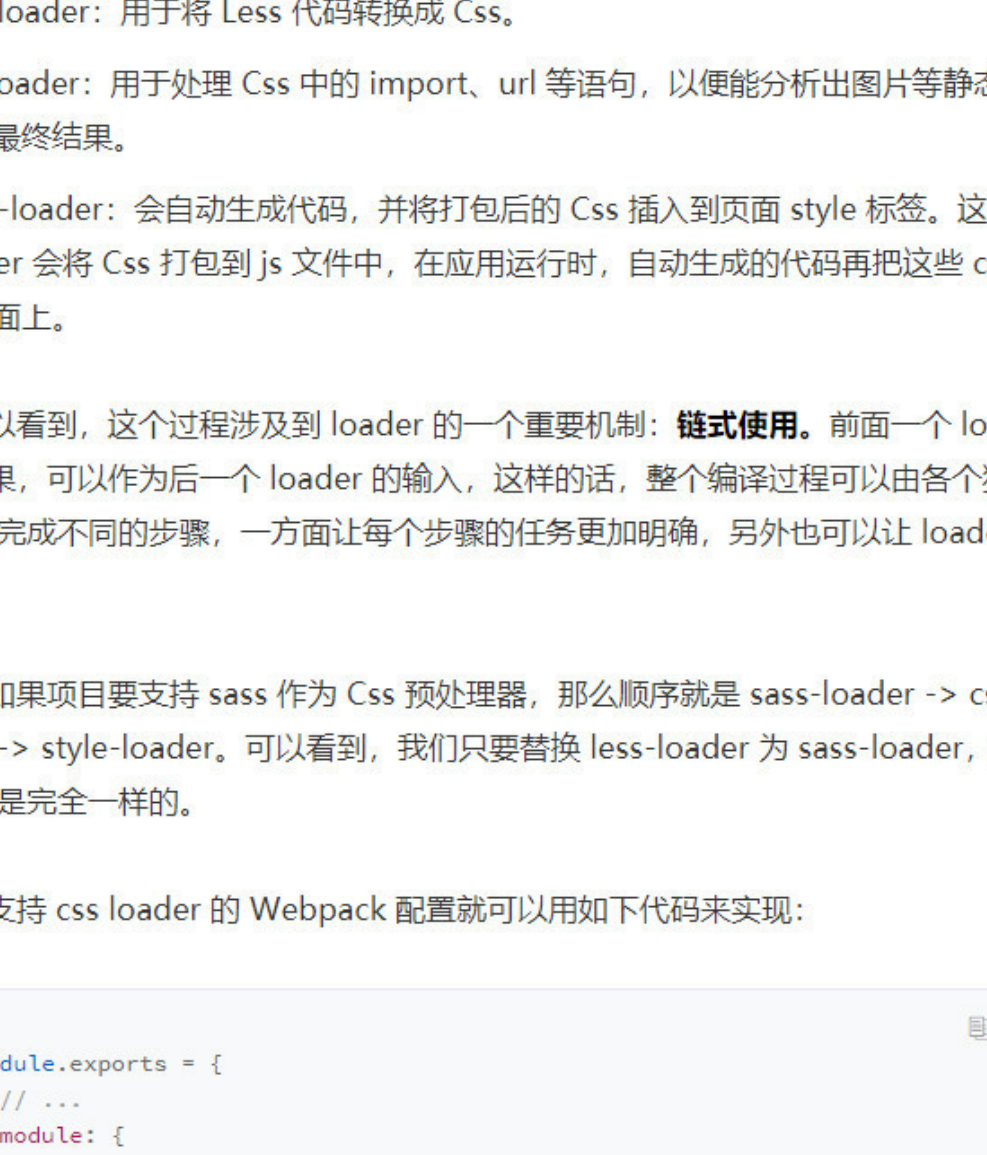 loader：用于将 Less 代码转换成 Css。
oader：用于处理 Css 中的 import、url 等语句，以便能分析出图片等静态
最终结果。
-loader：会自动生成代码，并将打包后的 Css 插入到页面 style 标签。这
er 会将 Css 打包到 js 文件中，在应用运行时，自动生成的代码再把这些 c
面上。
以看到，这个过程涉及到 loader 的一个重要机制：链式使用。前面一个 lo
果，可以作为后一个 loader 的输入，这样的话，整个编译过程可以由各个
完成不同的步骤，一方面让每个步骤的任务更加明确，另外也可以让 load
如果项目要支持 sass 作为 Css 预处理器，那么顺序就是 sass-loader -> cs
-> style-loader。可以看到，我们只要替换 less-loader 为 sass-loader，
是完全一样的。
支持 css loader 的 Webpack 配置就可以用如下代码来实现：
dule.exports = {
// ...
module: {